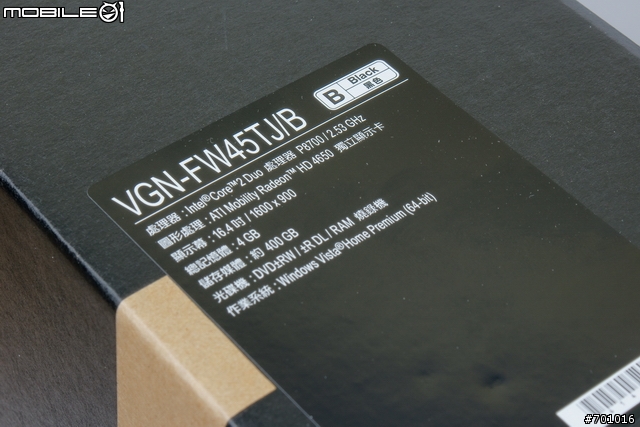 MOBILE01
B Black
黑色
VGN-FW45TJ/B
處理器：Intel®Core™2 Duo 處理器 P8700 / 2.53 GHz
圖形處理：ATI Mobility Radeon™ HD 4650 獨立顯示卡
顯示幕：16.4 吋 / 1600 x 900
總記憶體：4 GB
儲存媒體：約 400 GB
光碟機：DVD±RW / ±R DL / RAM 燒錄機
作業系統：Windows Vista®Home Premium (64-bit)
#701016